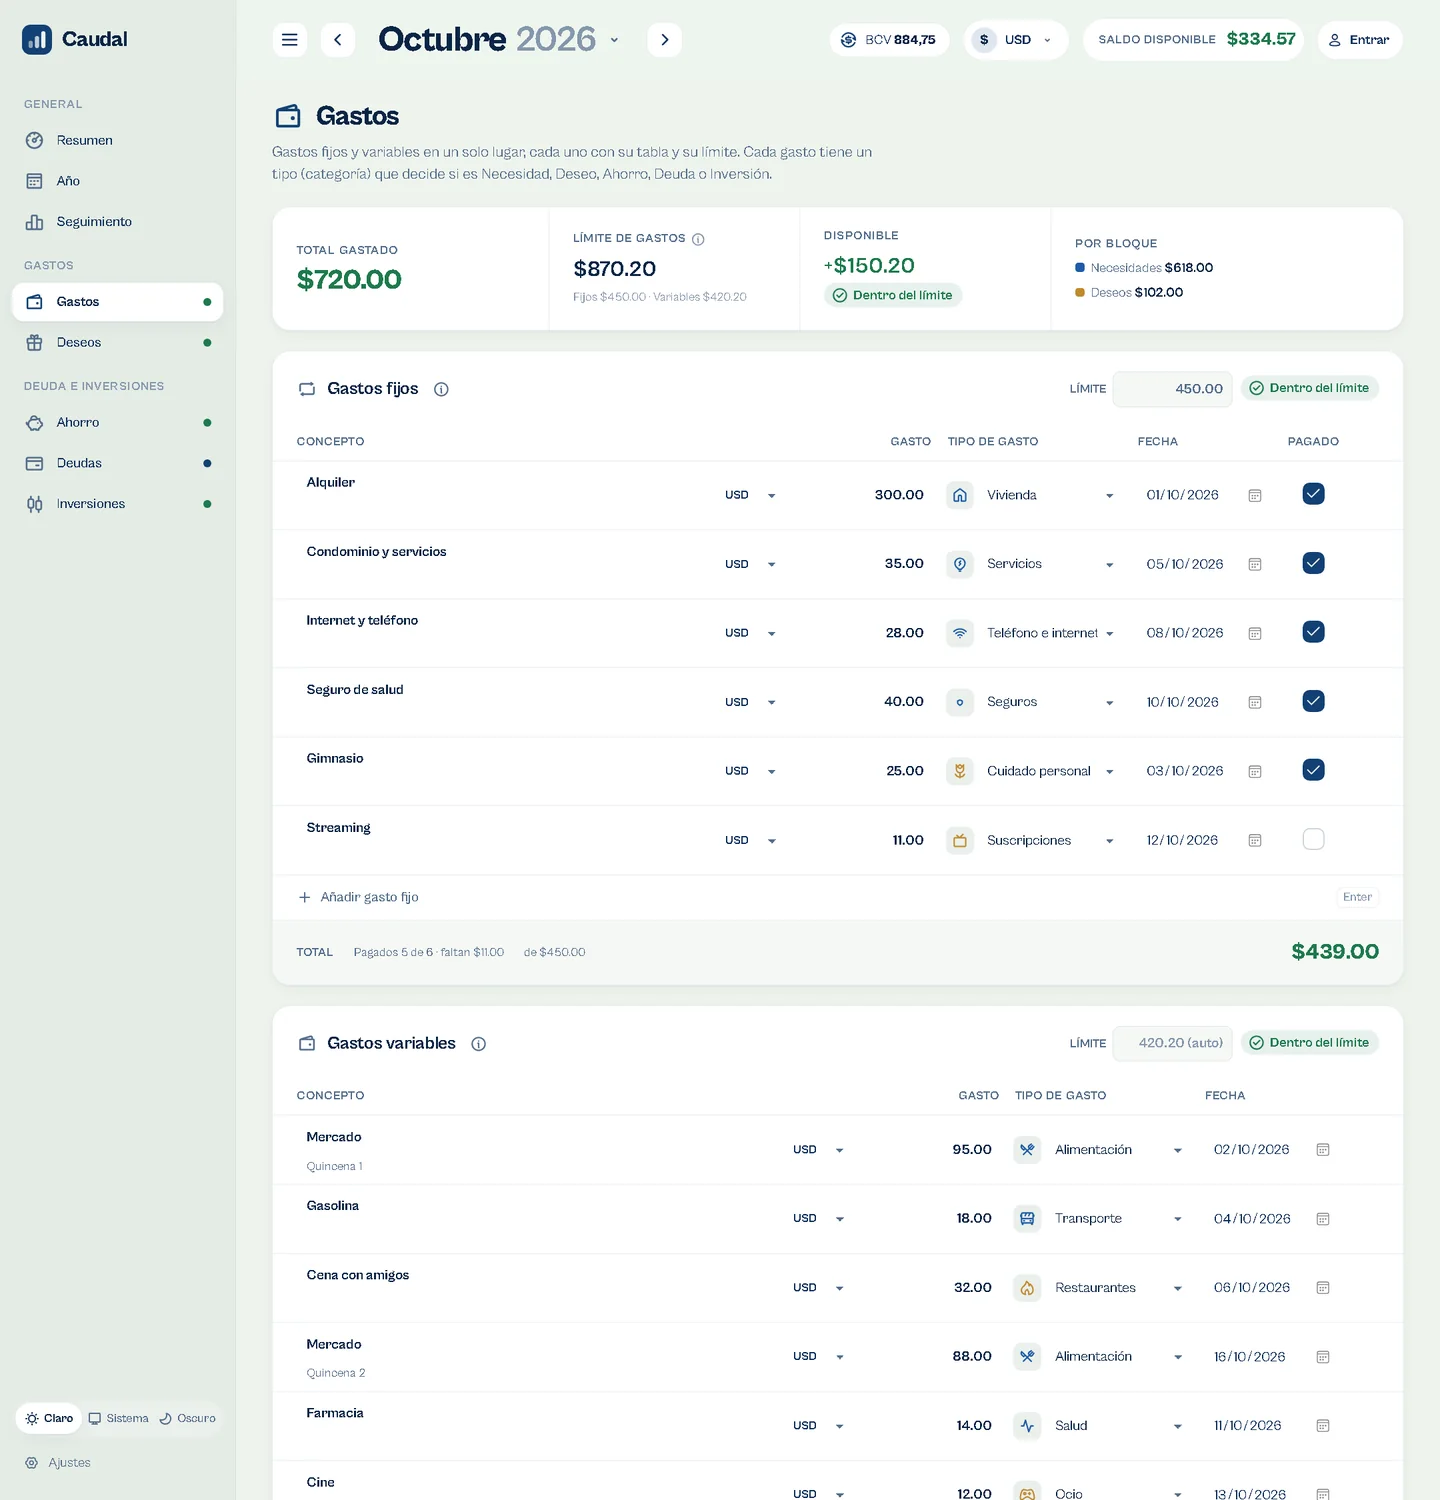 Caudal
GENERAL
Resumen
Año
Seguimiento
GASTOS
Gastos
Deseos
DEUDA E INVERSIONES
Ahorro
Deudas
Inversiones
Claro Sistema Oscuro
Ajustes
Octubre 2026
BCV 884,75
$ USD
SALDO DISPONIBLE $334.57
Entrar
Gastos
Gastos fijos y variables en un solo lugar, cada uno con su tabla y su límite. Cada gasto tiene un
tipo (categoría) que decide si es Necesidad, Deseo, Ahorro, Deuda o Inversión.
TOTAL GASTADO
$720.00
LÍMITE DE GASTOS
$870.20
Fijos $450.00 · Variables $420.20
DISPONIBLE
+$150.20
Dentro del límite
POR BLOQUE
Necesidades $618.00
Deseos $102.00
Gastos fijos
LÍMITE 450.00 Dentro del límite
CONCEPTO GASTO TIPO DE GASTO FECHA PAGADO
Alquiler USD 300.00 Vivienda 01/10/2026
Condominio y servicios USD 35.00 Servicios 05/10/2026
Internet y teléfono USD 28.00 Teléfono e internet 08/10/2026
Seguro de salud USD 40.00 Seguros 10/10/2026
Gimnasio USD 25.00 Cuidado personal 03/10/2026
Streaming USD 11.00 Suscripciones 12/10/2026
Añadir gasto fijo Enter
TOTAL Pagados 5 de 6 · faltan $11.00 de $450.00 $439.00
Gastos variables
LÍMITE 420.20 (auto) Dentro del límite
CONCEPTO GASTO TIPO DE GASTO FECHA
Mercado USD 95.00 Alimentación 02/10/2026
Quincena 1
Gasolina USD 18.00 Transporte 04/10/2026
Cena con amigos USD 32.00 Restaurantes 06/10/2026
Mercado USD 88.00 Alimentación 16/10/2026
Quincena 2
Farmacia USD 14.00 Salud 11/10/2026
Cine USD 12.00 Ocio 13/10/2026